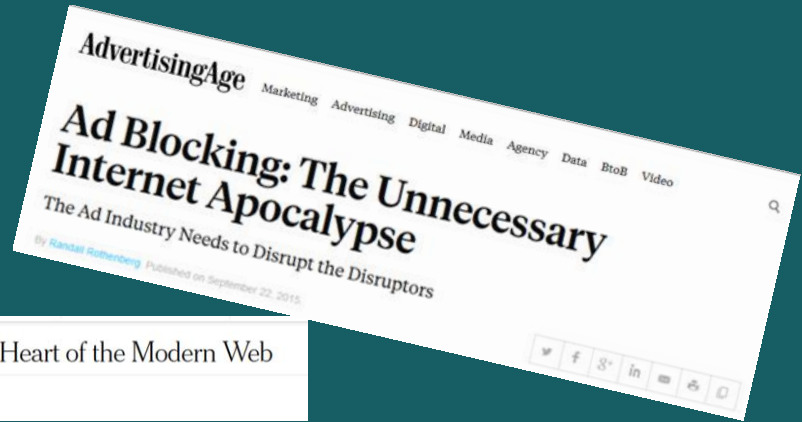 AdvertisingAge
Marketing Advertising Digital Media Agency Data BtoB Video
Ad Blocking: The Unnecessary
Internet Apocalypse
The Ad Industry Needs to Disrupt the Disruptors
By Randall Rothenberg. Published on September 22, 2015.
Heart of the Modern Web